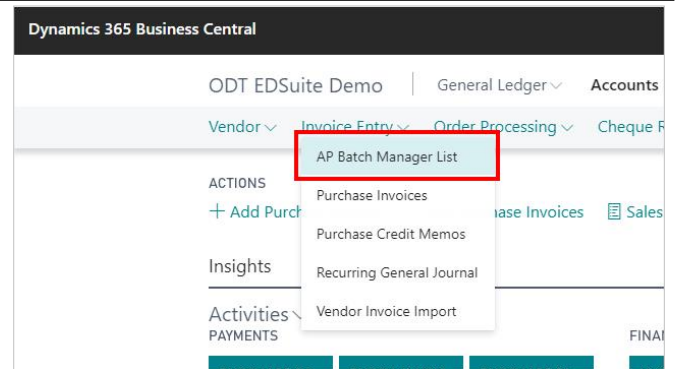 Dynamics 365 Business Central
ODT EDSuite Demo General Ledger Accounts
Vendor Invoice Entry Order Processing Cheque R
AP Batch Manager List
ACTIONS
Purchase Invoices
+ Add Purch ase Invoices Sales
Purchase Credit Memos
Insights
Recurring General Journal
Activities
Vendor Invoice Import
PAYMENTS FINA